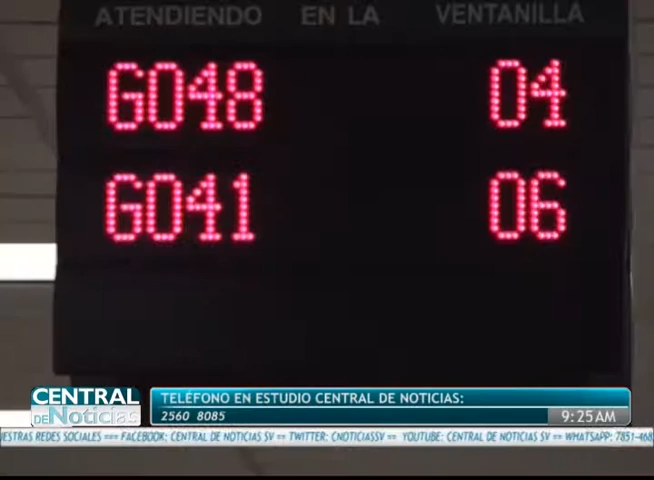 ATENDIENDO EN LA VENTANILLA
G048 04
G041 06
CENTRAL
DE Noticias
TELÉFONO EN ESTUDIO CENTRAL DE NOTICIAS:
2560 8085
9:25AM
REDES SOCIALES === FACEBOOK: CENTRAL DE NOTICIAS SV == TWITTER: CNOTICIASSV == YOUTUBE: CENTRAL DE NOTICIAS SV == WHATSAPP: 7851-468